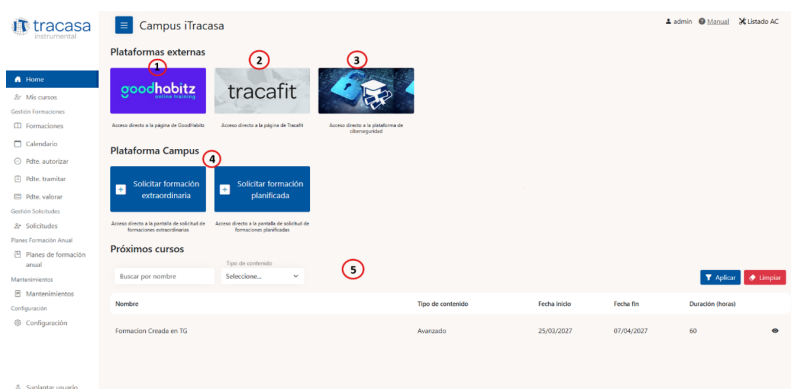 tracasa
instrumental
Campus iTracasa
admin
Manual
Listado AC
Home
Mis cursos
Gestión Formaciones
Formaciones
Calendario
Pdte. autorizar
Pdte. tramitar
Pdte. valorar
Gestión Solicitudes
Solicitudes
Planes Formación Anual
Planes de formación
anual
Mantenimientos
Mantenimientos
Configuración
Configuración
Suplantar usuario
Plataformas externas
1
2
3
goodhabitz
online training
tracafit
Acceso directo a la página de GoodHabitz
Acceso directo a la página de Tracafit
Acceso directo a la plataforma de
ciberseguridad
Plataforma Campus
4
Solicitar formación
extraordinaria
Solicitar formación
planificada
Acceso directo a la pantalla de solicitud de
formaciones extraordinarias
Acceso directo a la pantalla de solicitud de
formaciones planificadas
Próximos cursos
5
Buscar por nombre
Tipo de contenido
Seleccione...
Aplicar
Limpiar
Nombre Tipo de contenido Fecha inicio Fecha fin Duración (horas)
Formacion Creada en TG Avanzado 25/02/2027 07/04/2027 60